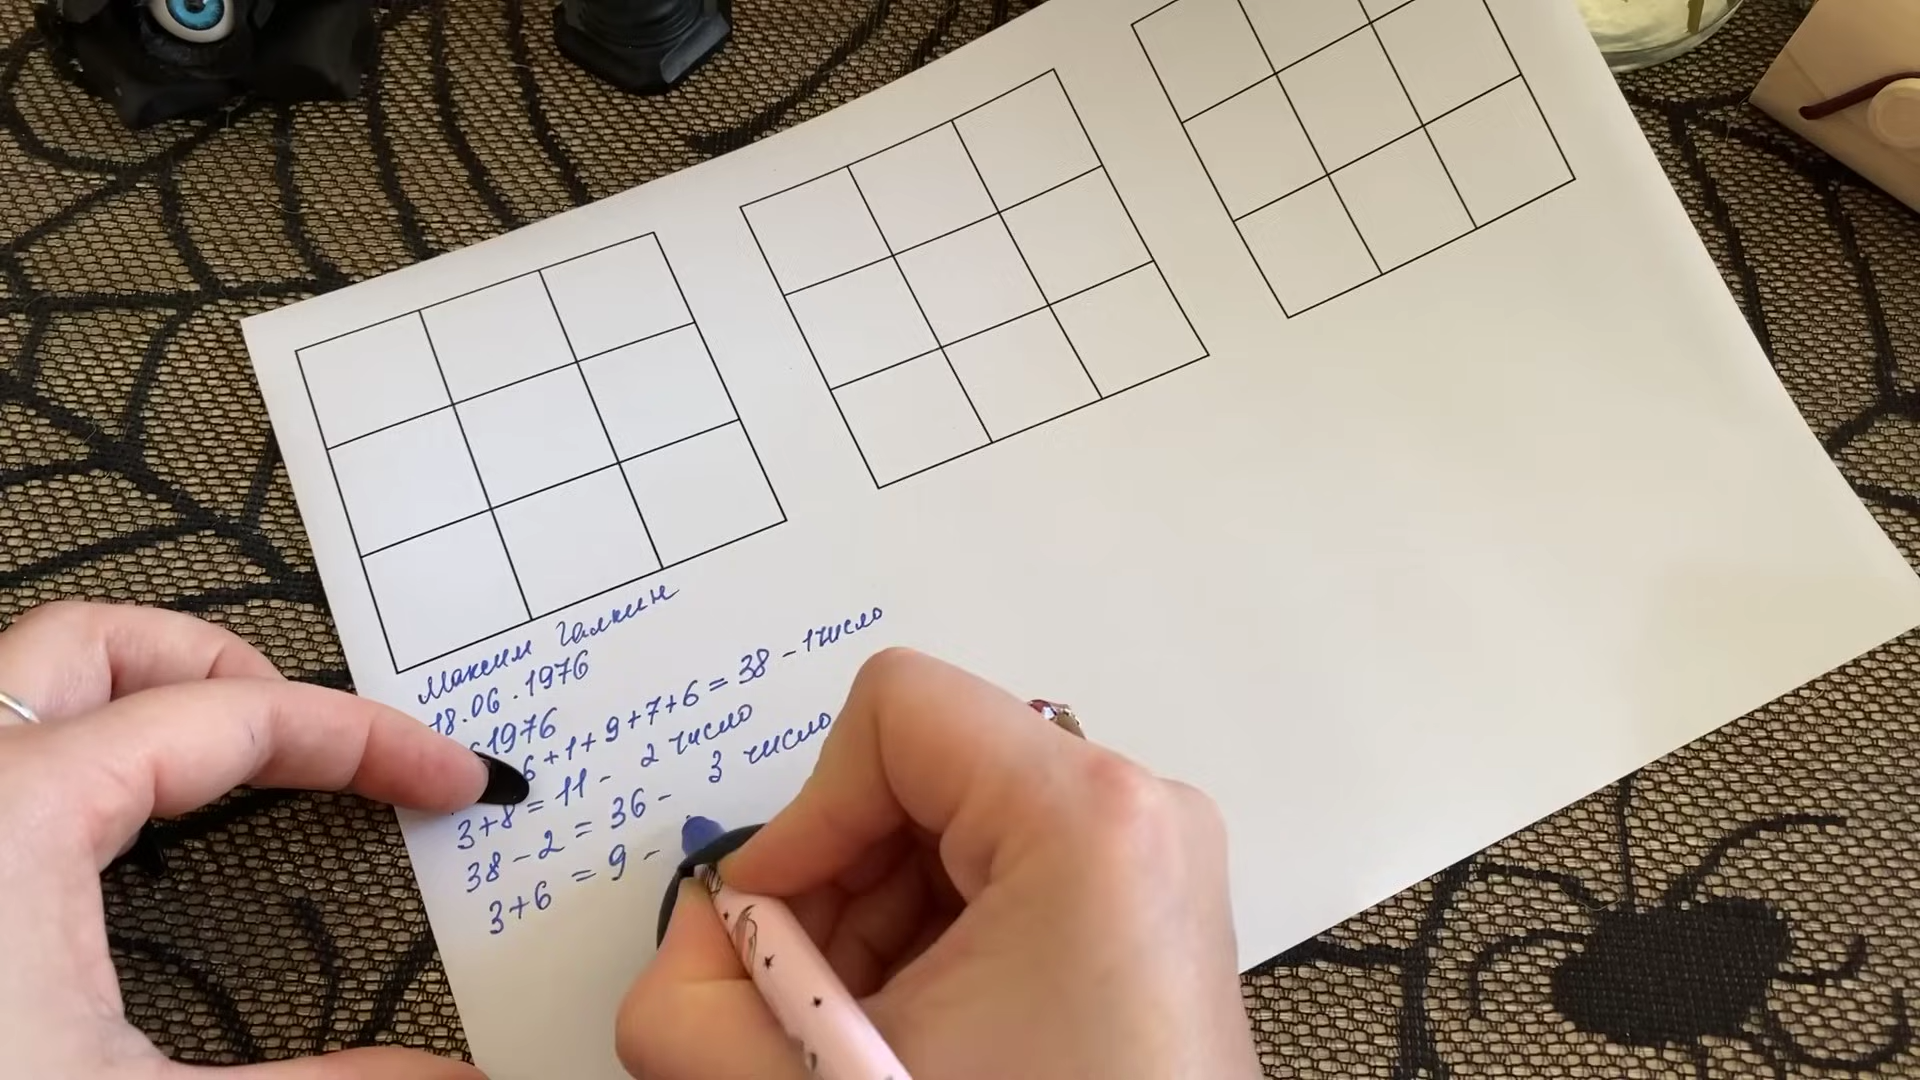 Максим Галкин
18.06.1976
1976
6+1+9+7+6=38 - 1 число
3+8=11 - 2 число
38-2=36 - 3 число
3+6=9 -